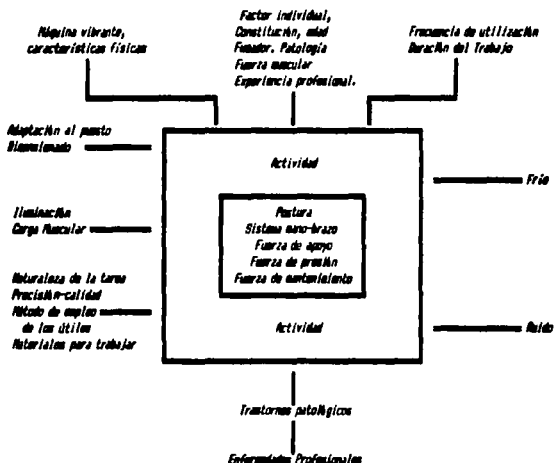 Máquina vibrante,
características físicas
Factor individual,
Constitución, edad
Fumador. Patología
Fuerza muscular
Experiencia profesional.
Frecuencia de utilización
Duración del Trabajo
Adaptación al puesto
Dimensionado
Iluminación
Carga Muscular
Naturaleza de la tarea
Precisión-calidad
Método de empleo
de los útiles
Materiales para trabajar
Actividad
Postura
Sistema mano-brazo
Fuerza de apoyo
Fuerza de presión
Fuerza de mantenimiento
Actividad
Frío
Ruido
Trastornos patológicos
Enfermedades Profesionales